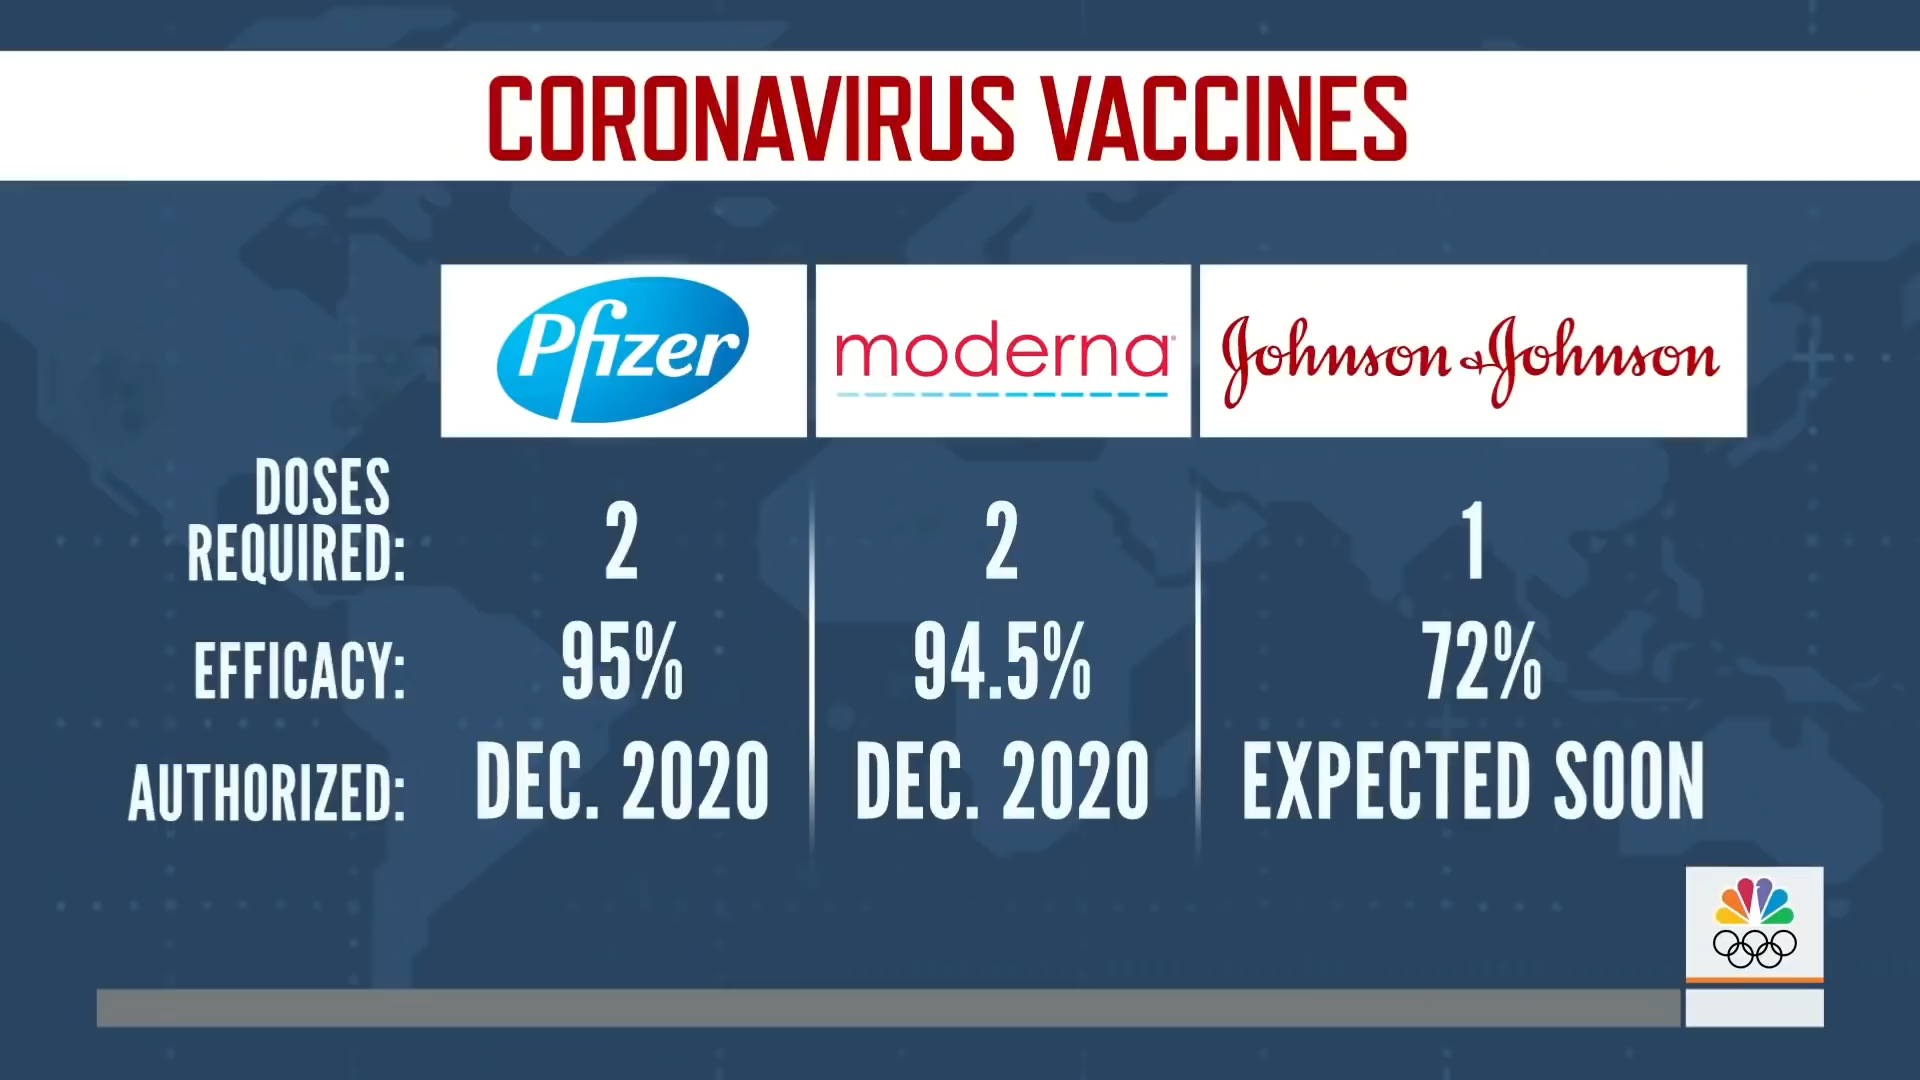 CORONAVIRUS VACCINES
Pfizer moderna Johnson & Johnson
DOSES
REQUIRED: 2 2 1
EFFICACY: 95% 94.5% 72%
AUTHORIZED: DEC. 2020 DEC. 2020 EXPECTED SOON